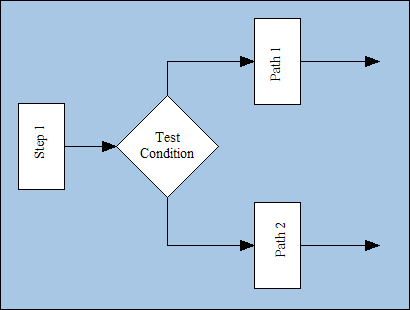 Step 1
Test
Condition
Path 1
Path 2